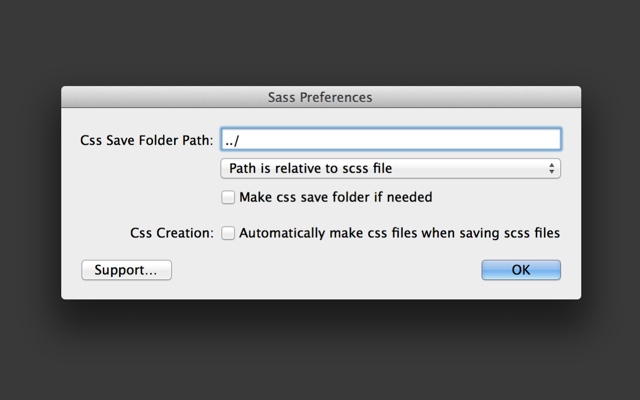 Sass Preferences
Css Save Folder Path: ../
Path is relative to scss file
Make css save folder if needed
Css Creation: Automatically make css files when saving scss files
Support... OK